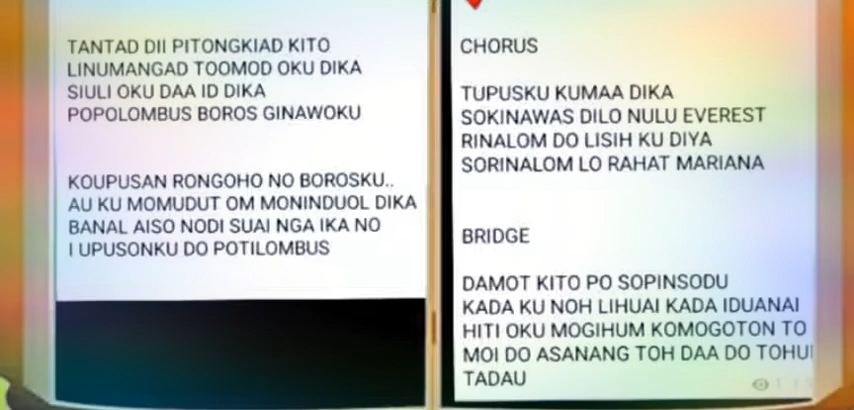 TANTAD DII PITONGKIAD KITO
LINUMANGAD TOOMOD OKU DIKA
SIULI OKU DAA ID DIKA
POPOLOMBUS BOROS GINAWOKU
KOUPUSAN RONGOHO NO BOROSKU..
AU KU MOMUDUT OM MONINDUOL DIKA
BANAL AISO NODI SUAI NGA IKA NO
I UPUSONKU DO POTILOMBUS
CHORUS
TUPUSKU KUMAA DIKA
SOKINAWAS DILO NULU EVEREST
RINALOM DO LISIH KU DIYA
SORINALOM LO RAHAT MARIANA
BRIDGE
DAMOT KITO PO SOPINSODU
KADA KU NOH LIHUAI KADA IDUANAI
HITI OKU MOGIHUM KOMOGOTON TO
MOI DO ASANANG TOH DAA DO
TADAU